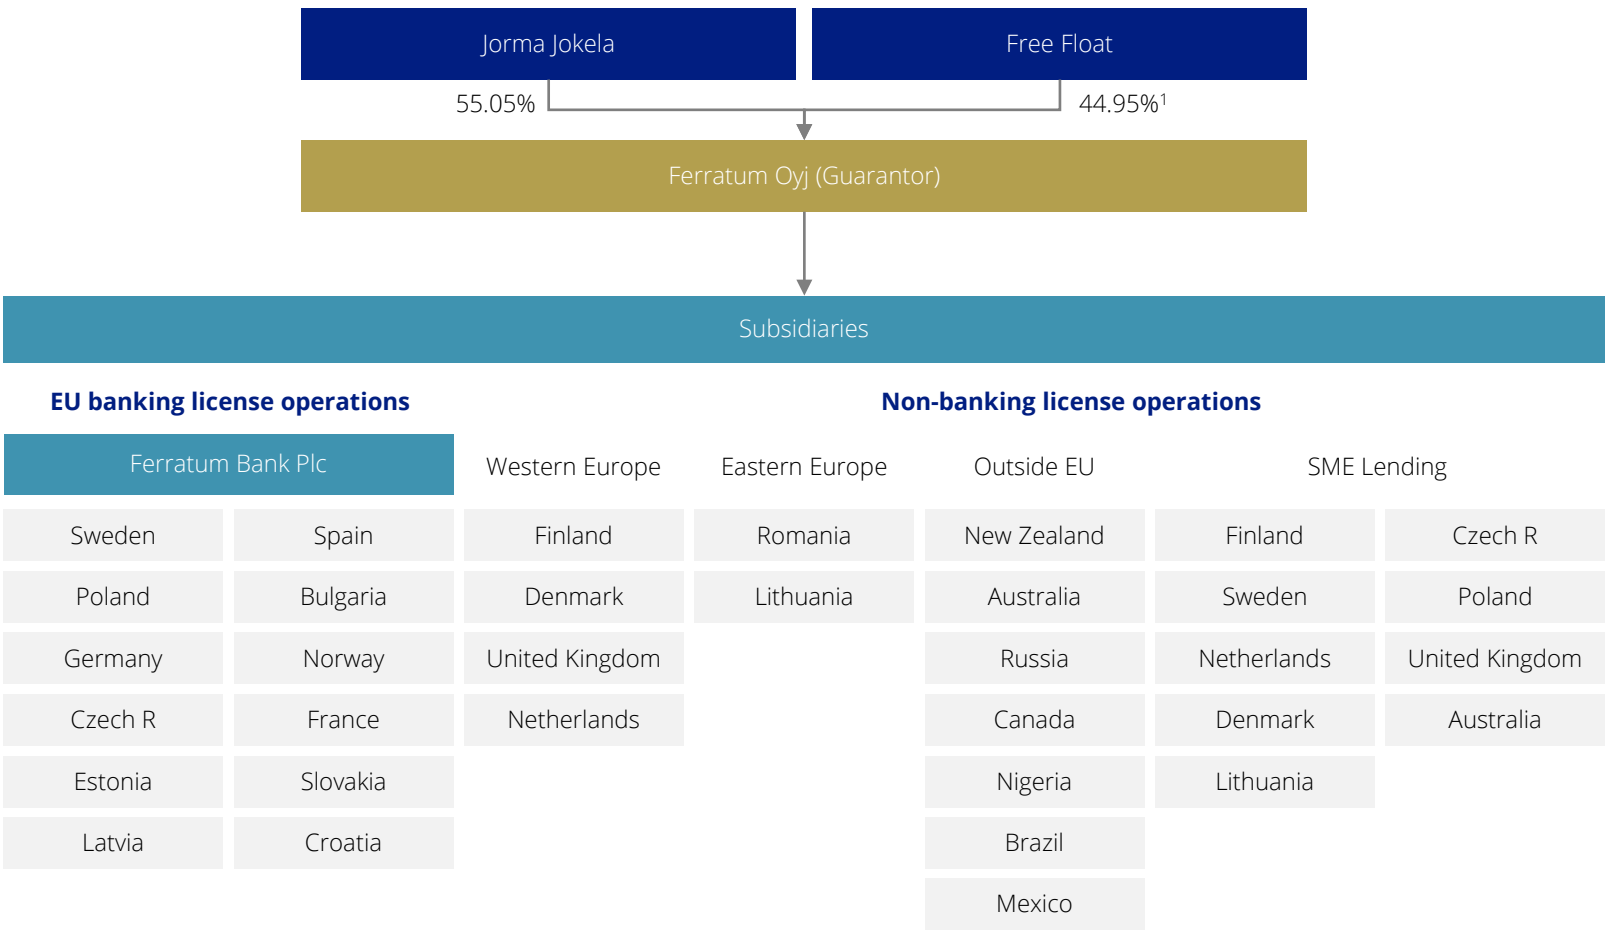 Jorma Jokela
Free Float
55.05%
44.95%¹
Ferratum Oyj (Guarantor)
Subsidiaries
EU banking license operations
Non-banking license operations
Ferratum Bank Plc
Western Europe
Eastern Europe
Outside EU
SME Lending
Sweden
Spain
Finland
Romania
New Zealand
Finland
Czech R
Poland
Bulgaria
Denmark
Lithuania
Australia
Sweden
Poland
Germany
Norway
United Kingdom
Russia
Netherlands
United Kingdom
Czech R
France
Netherlands
Canada
Denmark
Australia
Estonia
Slovakia
Nigeria
Lithuania
Latvia
Croatia
Brazil
Mexico